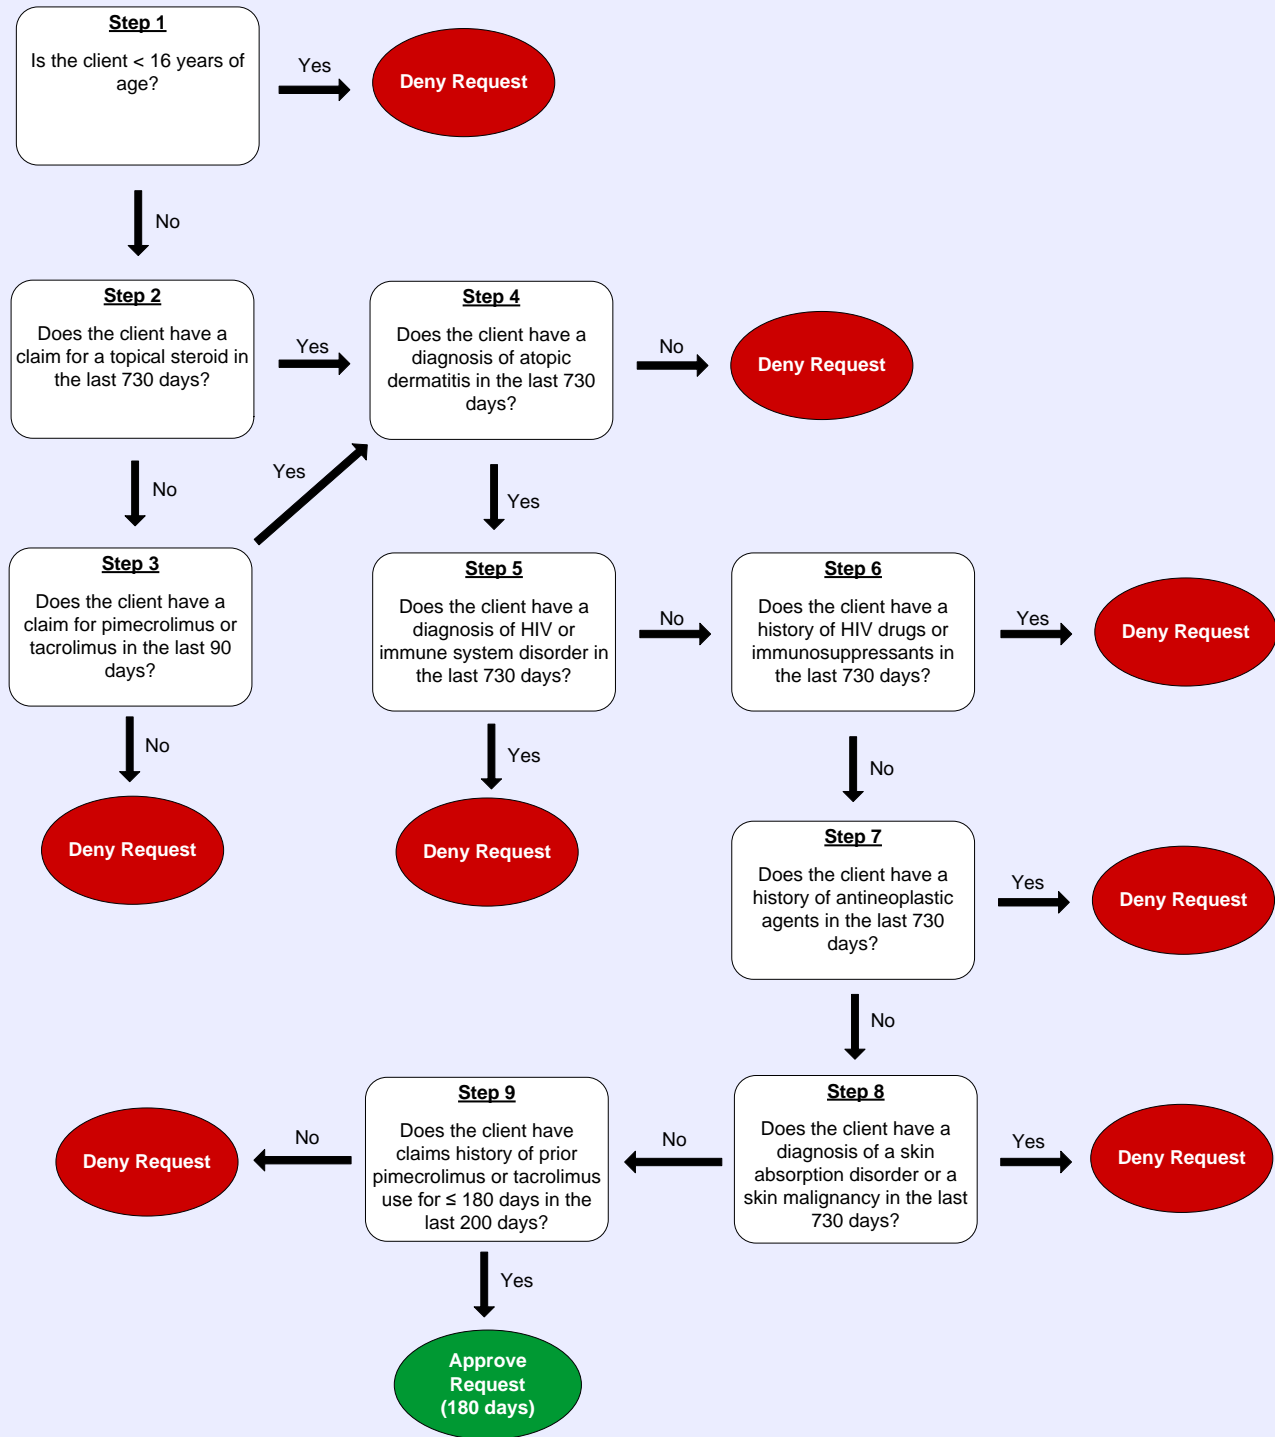 Step 1
Is the client < 16 years of
age?
Yes
Deny Request
No
Step 2
Does the client have a
claim for a topical steroid in
the last 730 days?
Yes
Step 4
Does the client have a
diagnosis of atopic
dermatitis in the last 730
days?
No
Deny Request
No
Yes
Yes
Step 3
Does the client have a
claim for pimecrolimus or
tacrolimus in the last 90
days?
No
Deny Request
Step 5
Does the client have a
diagnosis of HIV or
immune system disorder in
the last 730 days?
No
Yes
Deny Request
Step 6
Does the client have a
history of HIV drugs or
immunosuppressants in
the last 730 days?
Yes
Deny Request
No
Step 7
Does the client have a
history of antineoplastic
agents in the last 730
days?
Yes
Deny Request
No
Step 8
Does the client have a
diagnosis of a skin
absorption disorder or a
skin malignancy in the last
730 days?
Yes
Deny Request
No
Step 9
Does the client have
claims history of prior
pimecrolimus or tacrolimus
use for ≤ 180 days in the
last 200 days?
No
Deny Request
Yes
Approve
Request
(180 days)